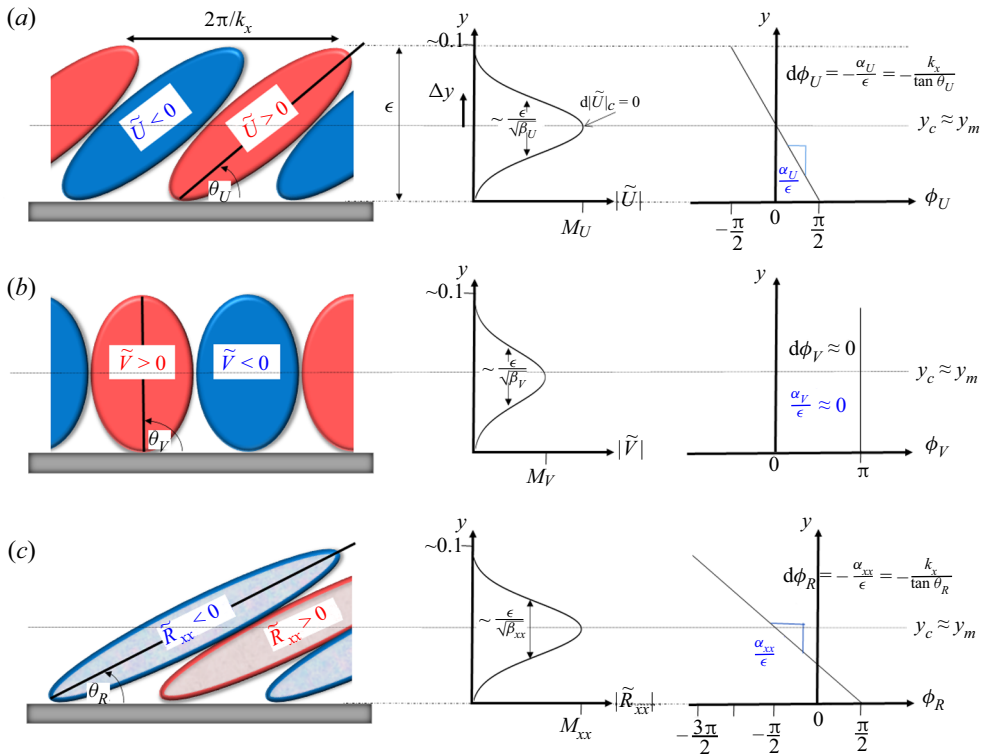 (a)
2π/k_x
Ũ < 0
Ũ > 0
θ_U
ϵ
y
~0.1
Δy
~ ϵ/√β_U
d|Ũ|_c = 0
|Ũ|
M_U
y
dϕ_U = −α_U/ϵ = −k_x/tan θ_U
y_c ≈ y_m
α_U/ϵ
ϕ_U
−π/2
0
π/2
(b)
Ṽ > 0
Ṽ < 0
θ_V
y
~0.1
~ ϵ/√β_V
|Ṽ|
M_V
y
dϕ_V ≈ 0
y_c ≈ y_m
α_V/ϵ ≈ 0
ϕ_V
0
π
(c)
R̃_xx < 0
R̃_xx > 0
θ_R
y
~0.1
~ ϵ/√β_xx
|R̃_xx|
M_xx
y
dϕ_R = −α_xx/ϵ = −k_x/tan θ_R
y_c ≈ y_m
α_xx/ϵ
ϕ_R
−3π/2
−π/2
0
π/2